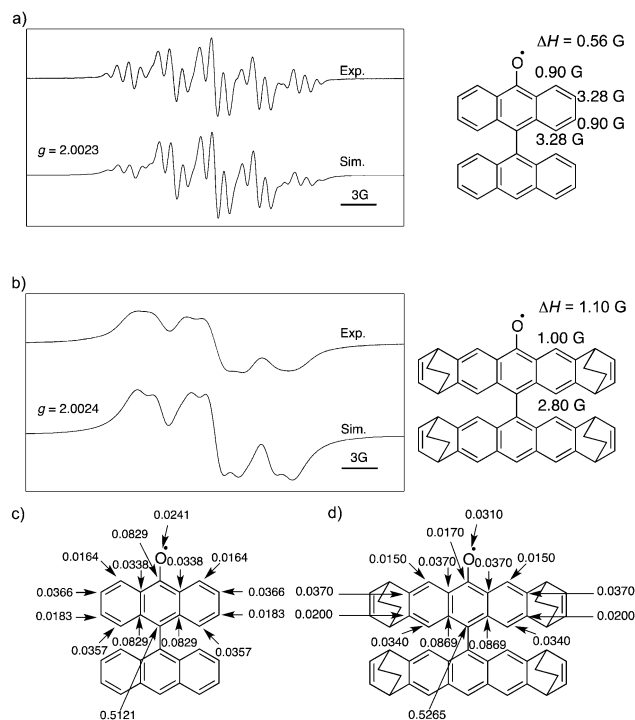 a)
Exp.
g = 2.0023
Sim.
3G
O•
ΔH = 0.56 G
0.90 G
3.28 G
0.90 G
3.28 G
b)
Exp.
g = 2.0024
Sim.
3G
O•
ΔH = 1.10 G
1.00 G
2.80 G
c)
0.0241
0.0829
O•
0.0164
0.0338
0.0338
0.0164
0.0366
0.0366
0.0183
0.0183
0.0357
0.0829
0.0829
0.0357
0.5121
d)
0.0310
0.0170
O•
0.0150
0.0370
0.0370
0.0150
0.0370
0.0370
0.0200
0.0200
0.0340
0.0869
0.0869
0.0340
0.5265